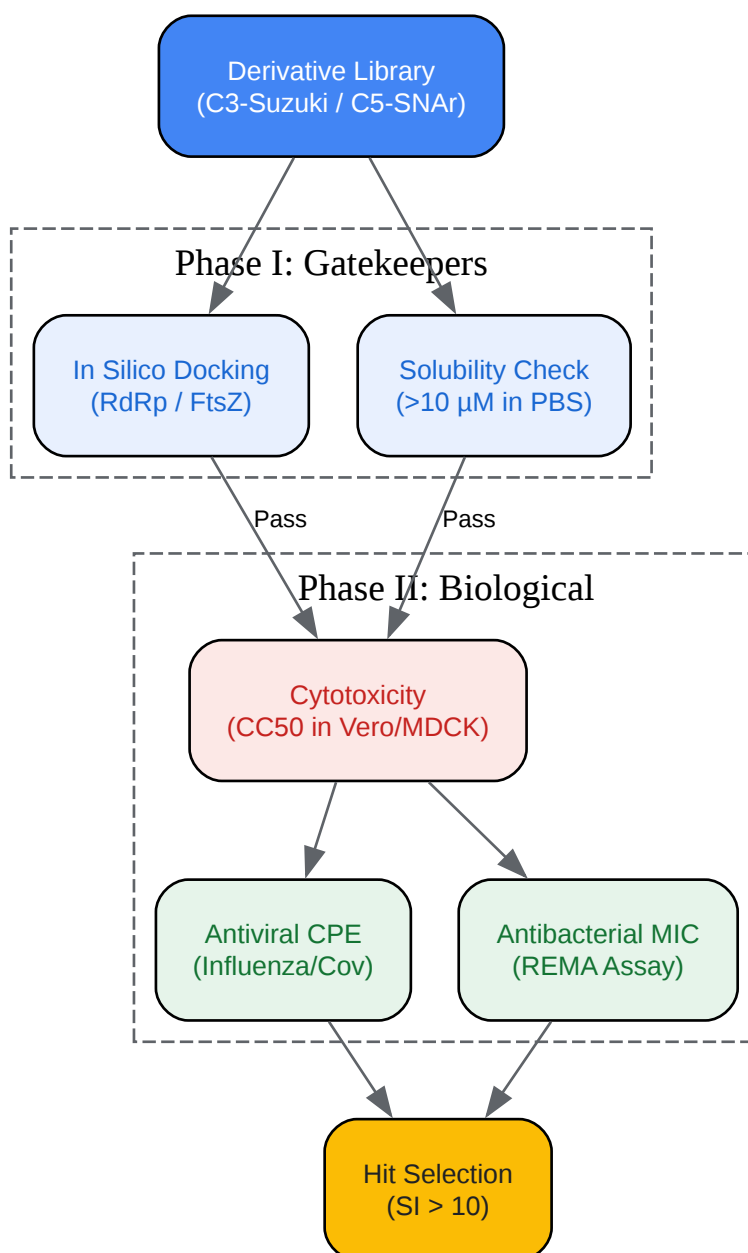 Derivative Library
(C3-Suzuki / C5-SNAr)
Phase I: Gatekeepers
In Silico Docking
(RdRp / FtsZ)
Solubility Check
(>10 µM in PBS)
Pass
Pass
Phase II: Biological
Cytotoxicity
(CC50 in Vero/MDCK)
Antiviral CPE
(Influenza/Cov)
Antibacterial MIC
(REMA Assay)
Hit Selection
(SI > 10)